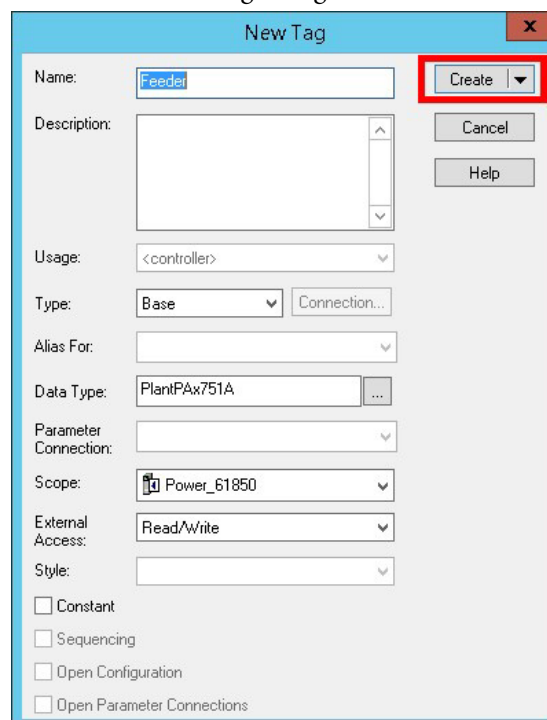 New Tag
x
Name:
Feeder
Create
Description:
Cancel
Help
Usage:
<controller>
Type:
Base
Connection...
Alias For:
Data Type:
PlantPAx751A
...
Parameter
Connection:
Scope:
Power_61850
External
Access:
Read/Write
Style:
Constant
Sequencing
Open Configuration
Open Parameter Connections